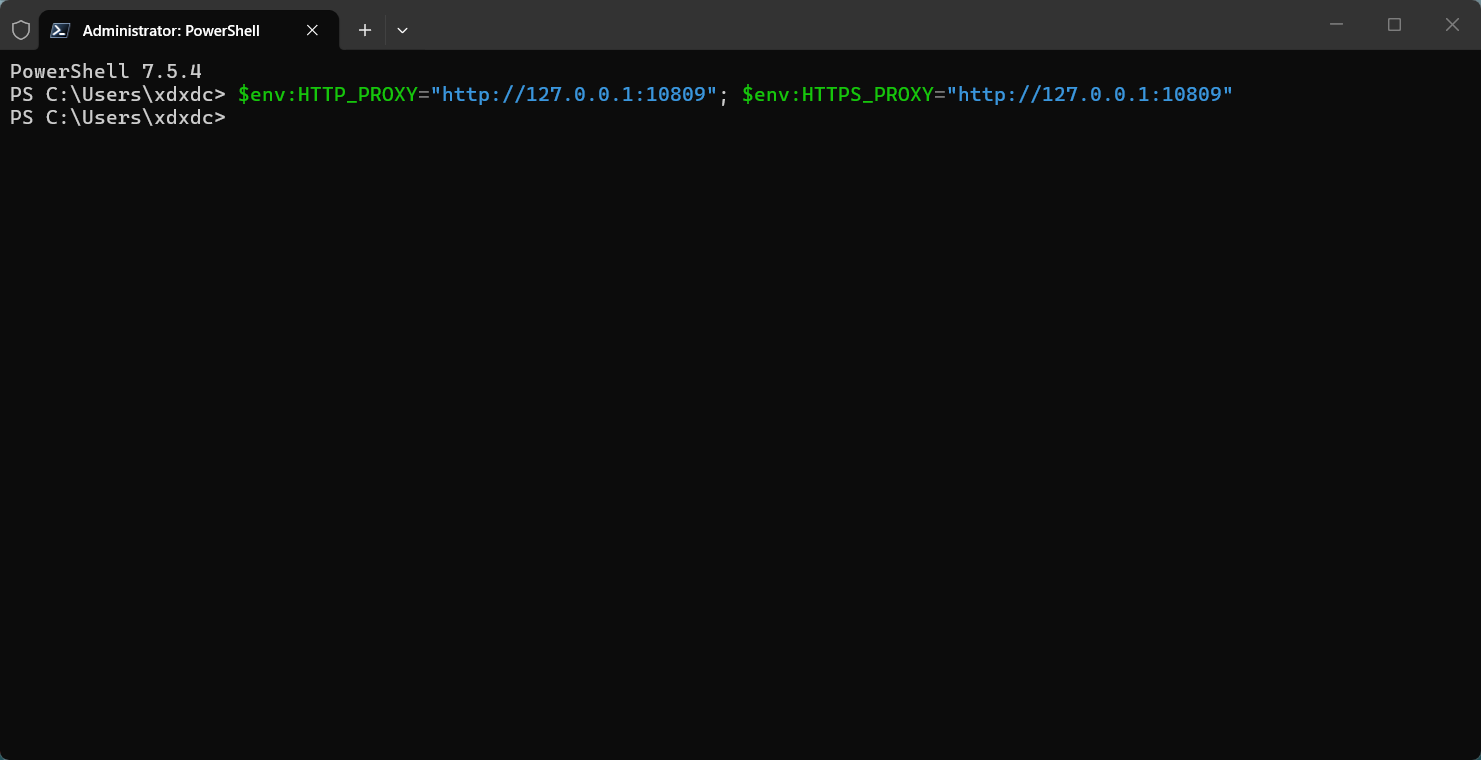 Administrator: PowerShell
PowerShell 7.5.4
PS C:\Users\xdxdc> $env:HTTP_PROXY="http://127.0.0.1:10809"; $env:HTTPS_PROXY="http://127.0.0.1:10809"
PS C:\Users\xdxdc>